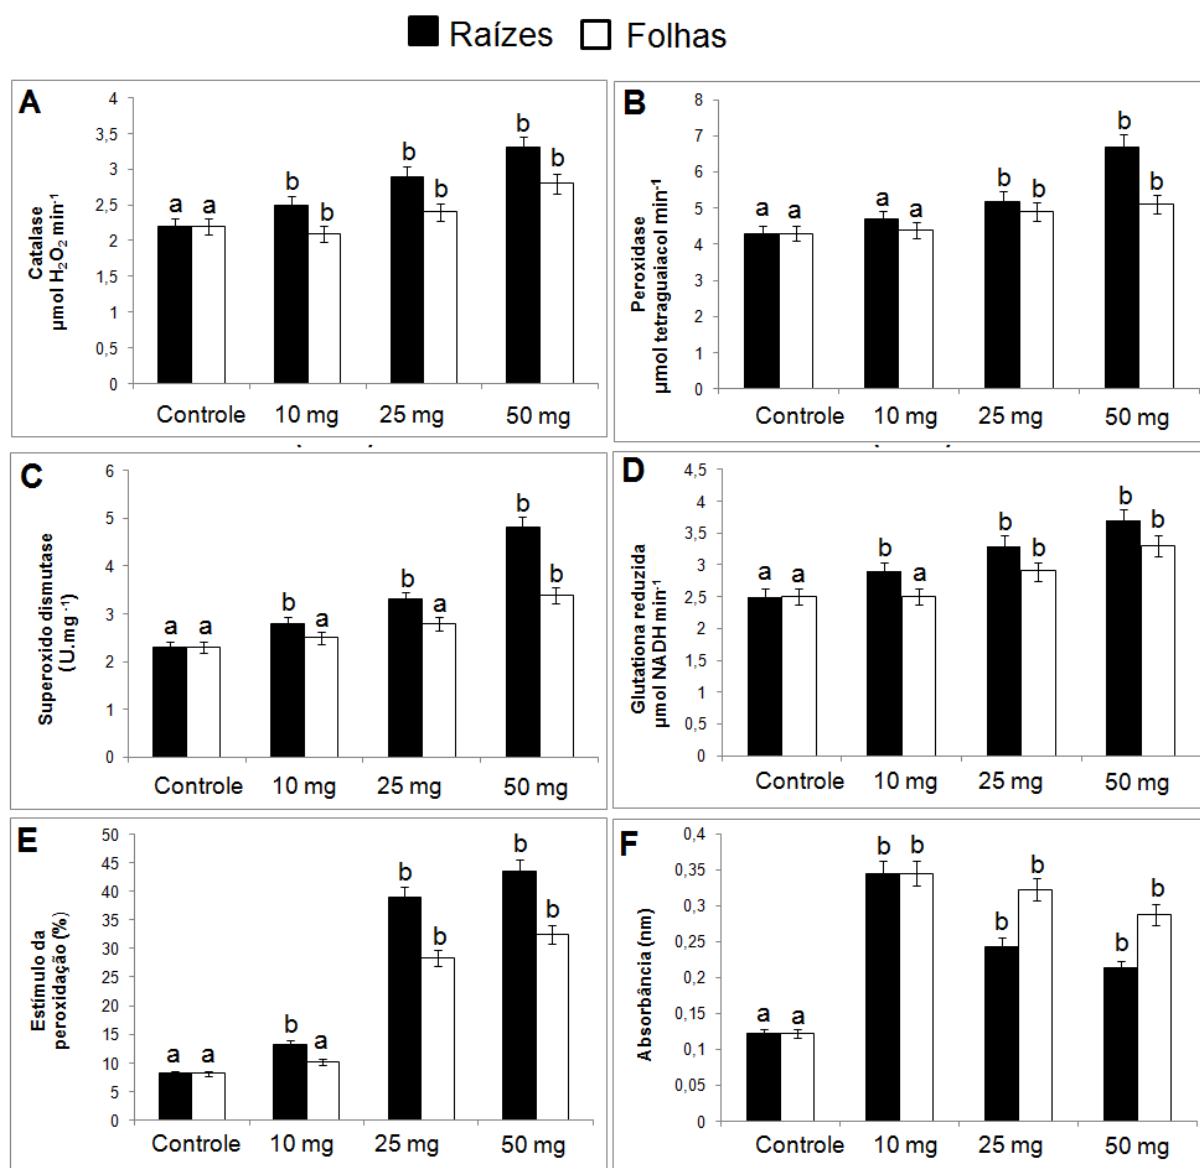 Raízes Folhas
A
Catalase
µmol H₂O₂ min⁻¹
4
3,5
3
2,5
2
1,5
1
0,5
0
a a b b b b b b
Controle 10 mg 25 mg 50 mg
B
Peroxidase
µmol tetraguaiacol min⁻¹
8
7
6
5
4
3
2
1
0
a a a a b b b b
Controle 10 mg 25 mg 50 mg
C
Superoxido dismutase
(U.mg⁻¹)
6
5
4
3
2
1
0
a a b a b a b b
Controle 10 mg 25 mg 50 mg
D
Glutationa reduzida
µmol NADH min⁻¹
4,5
4
3,5
3
2,5
2
1,5
1
0,5
0
a a b a b b b b
Controle 10 mg 25 mg 50 mg
E
Estímulo da
peroxidação (%)
50
45
40
35
30
25
20
15
10
5
0
a a b a b b b b
Controle 10 mg 25 mg 50 mg
F
Absorbância (nm)
0,4
0,35
0,3
0,25
0,2
0,15
0,1
0,05
0
a a b b b b b b
Controle 10 mg 25 mg 50 mg